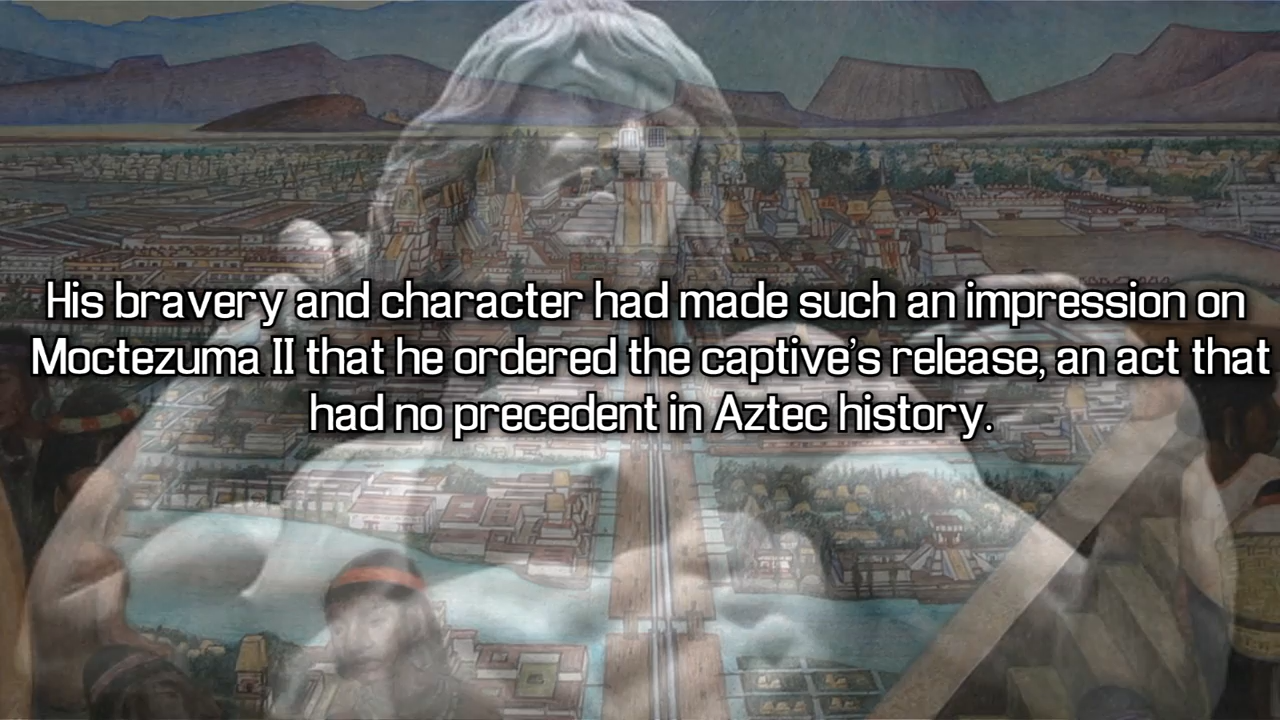 His bravery and character had made such an impression on
Moctezuma II that he ordered the captive's release, an act that
had no precedent in Aztec history.